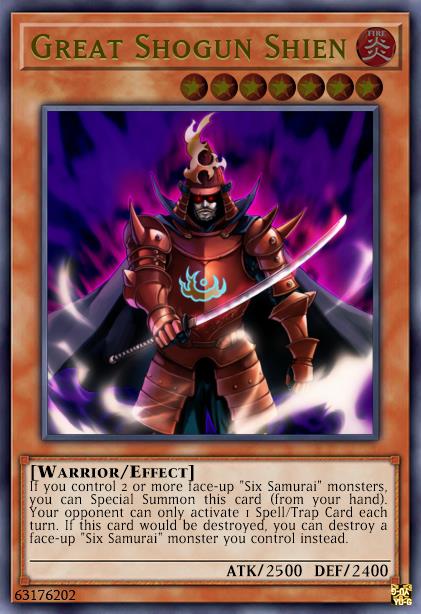 GREAT SHOGUN SHIEN
FIRE
炎
[WARRIOR/EFFECT]
If you control 2 or more face-up "Six Samurai" monsters,
you can Special Summon this card (from your hand).
Your opponent can only activate 1 Spell/Trap Card each
turn. If this card would be destroyed, you can destroy a
face-up "Six Samurai" monster you control instead.
ATK/2500 DEF/2400
63176202